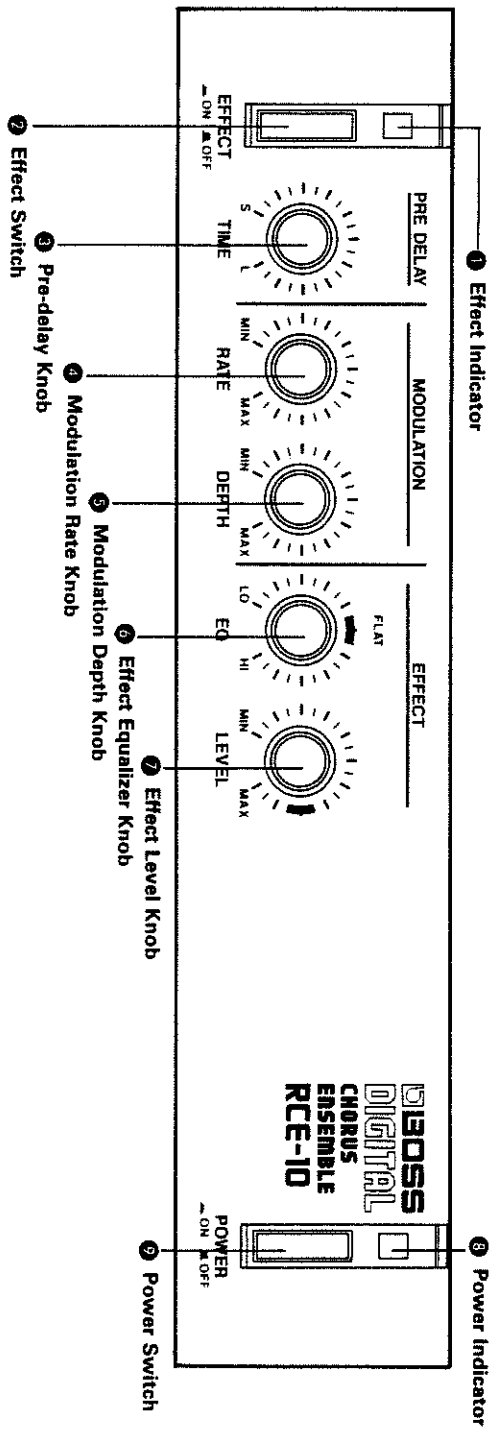 ❶ Effect Indicator
❽ Power Indicator
PRE DELAY
MODULATION
EFFECT
BOSS
DIGITAL
CHORUS
ENSEMBLE
RCE-10
FLAT
S L
MIN MAX
MIN MAX
LO HI
MIN MAX
EFFECT
ON OFF
TIME
RATE
DEPTH
EQ
LEVEL
POWER
ON OFF
❷ Effect Switch
❸ Pre-delay Knob
❹ Modulation Rate Knob
❺ Modulation Depth Knob
❻ Effect Equalizer Knob
❼ Effect Level Knob
❾ Power Switch